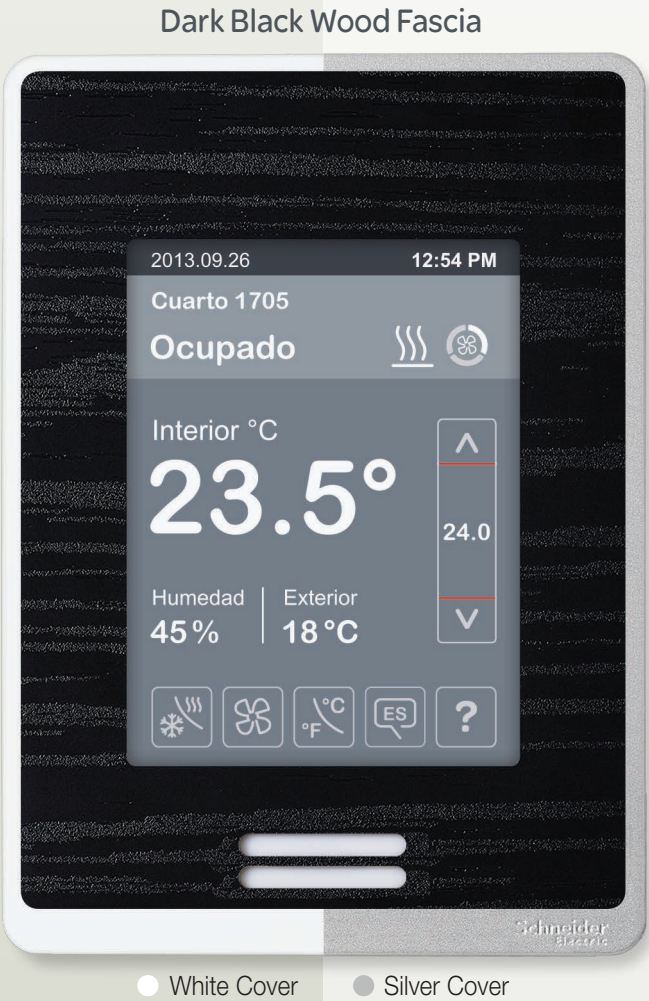 Dark Black Wood Fascia
2013.09.26 12:54 PM
Cuarto 1705
Ocupado
Interior °C
23.5°
24.0
Humedad Exterior
45% 18°C
°C
°F
ES
?
Schneider
Electric
White Cover Silver Cover